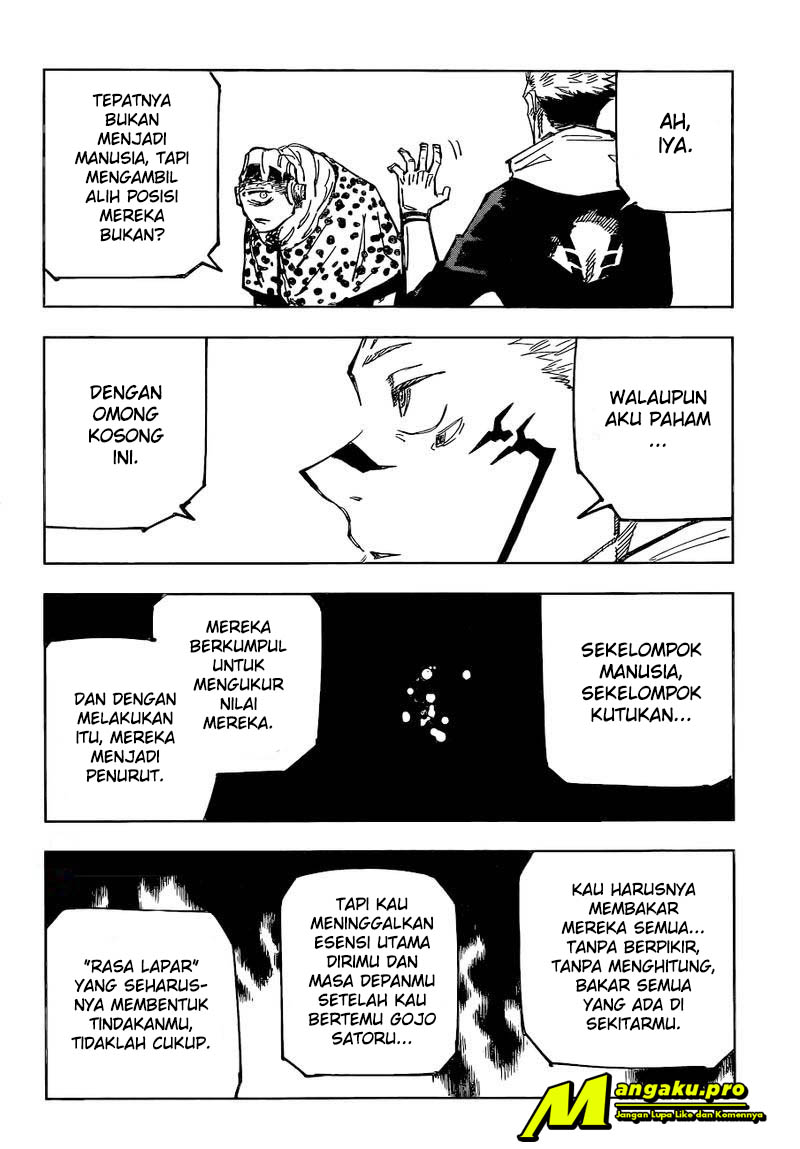 AH,
IYA.
TEPATNYA
BUKAN
MENJADI
MANUSIA, TAPI
MENGAMBIL
ALIH POSISI
MEREKA
BUKAN?
WALAUPUN
AKU PAHAM
...
DENGAN
OMONG
KOSONG
INI.
SEKELOMPOK
MANUSIA,
SEKELOMPOK
KUTUKAN...
MEREKA
BERKUMPUL
UNTUK
MENGUKUR
NILAI
MEREKA.
DAN DENGAN
MELAKUKAN
ITU, MEREKA
MENJADI
PENURUT.
KAU HARUSNYA
MEMBAKAR
MEREKA SEMUA...
TANPA BERPIKIR,
TANPA MENGHITUNG,
BAKAR SEMUA
YANG ADA DI
SEKITARMU.
TAPI KAU
MENINGGALKAN
ESENSI UTAMA
DIRIMU DAN
MASA DEPANMU
SETELAH KAU
BERTEMU GOJO
SATORU...
"RASA LAPAR"
YANG SEHARUS-
NYA MEMBENTUK
TINDAKANMU,
TIDAKLAH CUKUP.
Mangaku.pro
Jangan Lupa Like dan Komennya